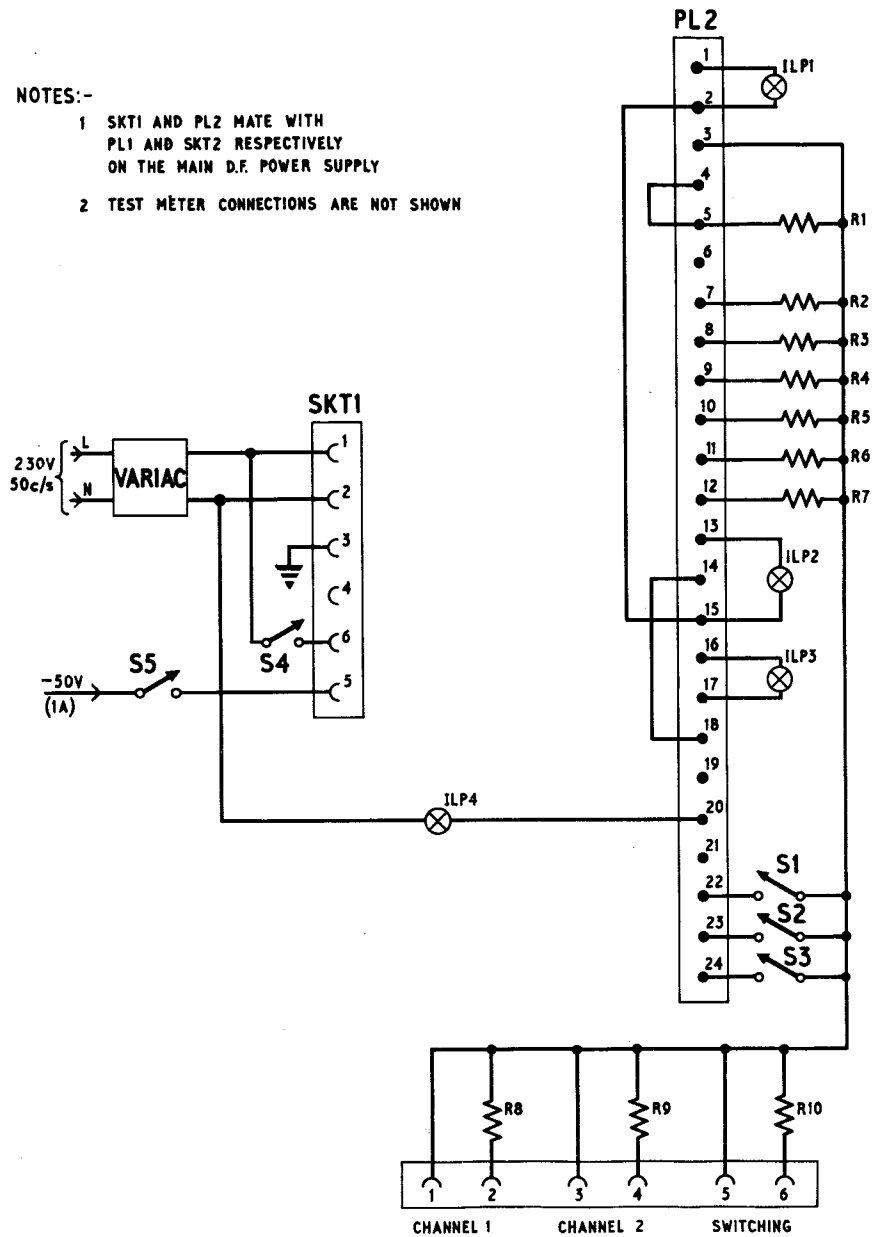 PL2
NOTES:-
1 SKT1 AND PL2 MATE WITH
PL1 AND SKT2 RESPECTIVELY
ON THE MAIN D.F. POWER SUPPLY
2 TEST METER CONNECTIONS ARE NOT SHOWN
1
ILP1
2
3
4
5
R1
6
7
R2
8
R3
9
R4
10
R5
11
R6
12
R7
13
14
ILP2
15
16
ILP3
17
18
19
20
21
22
S1
23
S2
24
S3
SKT1
230V
50c/s
L
N
VARIAC
1
2
3
4
6
S4
5
S5
-50V
(1A)
ILP4
R8
R9
R10
1 2 3 4 5 6
CHANNEL 1 CHANNEL 2 SWITCHING